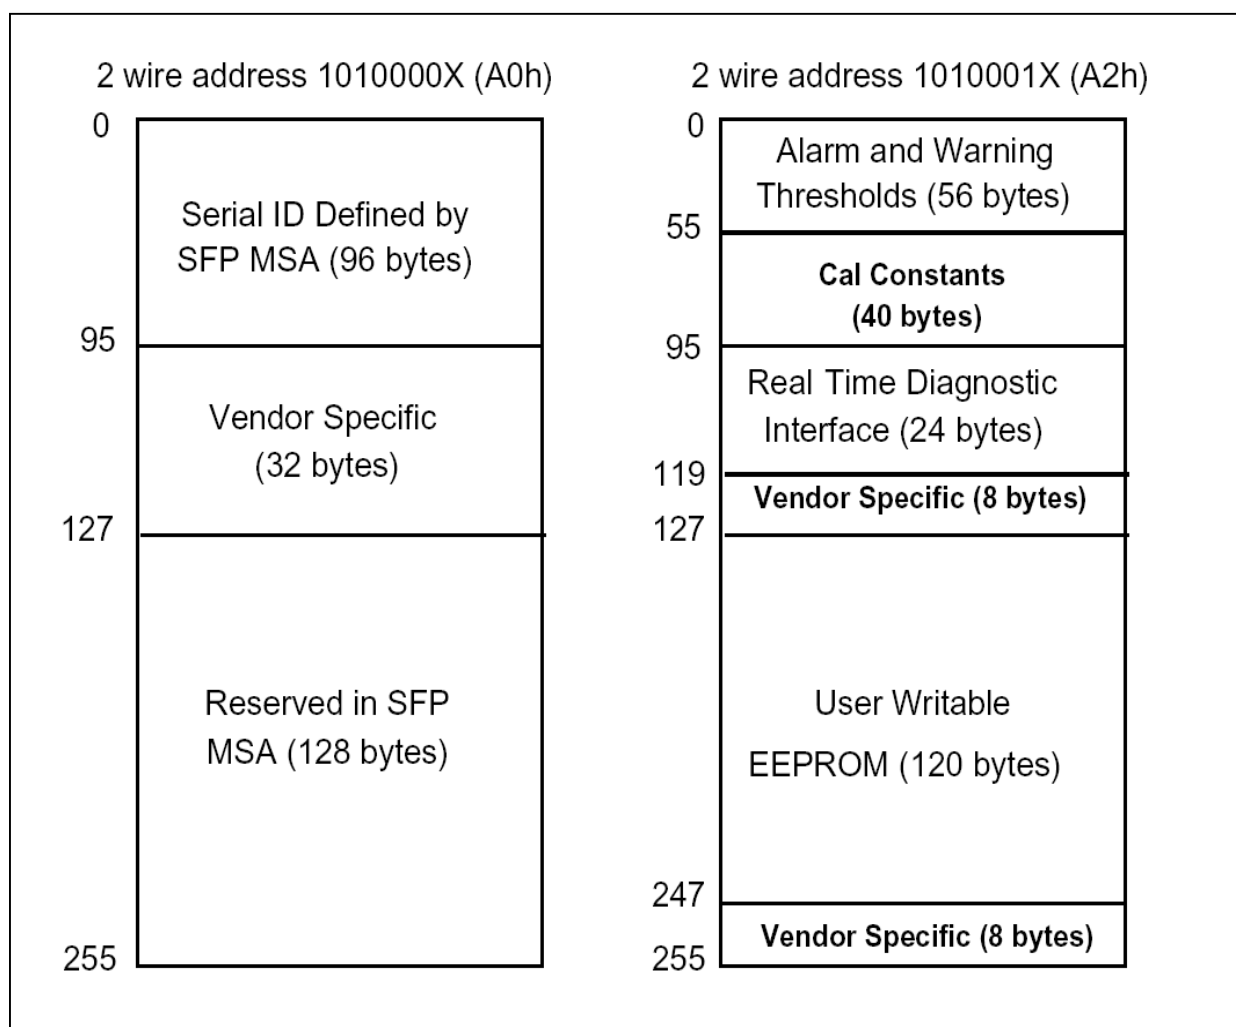 2 wire address 1010000X (A0h)
0
Serial ID Defined by
SFP MSA (96 bytes)
95
Vendor Specific
(32 bytes)
127
Reserved in SFP
MSA (128 bytes)
255
2 wire address 1010001X (A2h)
0
Alarm and Warning
Thresholds (56 bytes)
55
Cal Constants
(40 bytes)
95
Real Time Diagnostic
Interface (24 bytes)
119
Vendor Specific (8 bytes)
127
User Writable
EEPROM (120 bytes)
247
Vendor Specific (8 bytes)
255